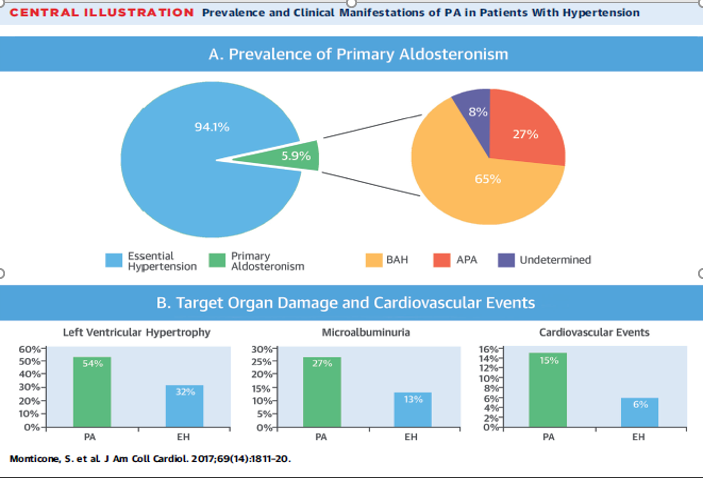 CENTRAL ILLUSTRATION Prevalence and Clinical Manifestations of PA in Patients With Hypertension
A. Prevalence of Primary Aldosteronism
94.1%
5.9%
8%
27%
65%
Essential
Hypertension
Primary
Aldosteronism
BAH
APA
Undetermined
B. Target Organ Damage and Cardiovascular Events
Left Ventricular Hypertrophy
60%
50%
40%
30%
20%
10%
0%
54%
32%
PA
EH
Microalbuminuria
30%
25%
20%
15%
10%
5%
0%
27%
13%
PA
EH
Cardiovascular Events
16%
14%
12%
10%
8%
6%
4%
2%
0%
15%
6%
PA
EH
Monticone, S. et al. J Am Coll Cardiol. 2017;69(14):1811-20.